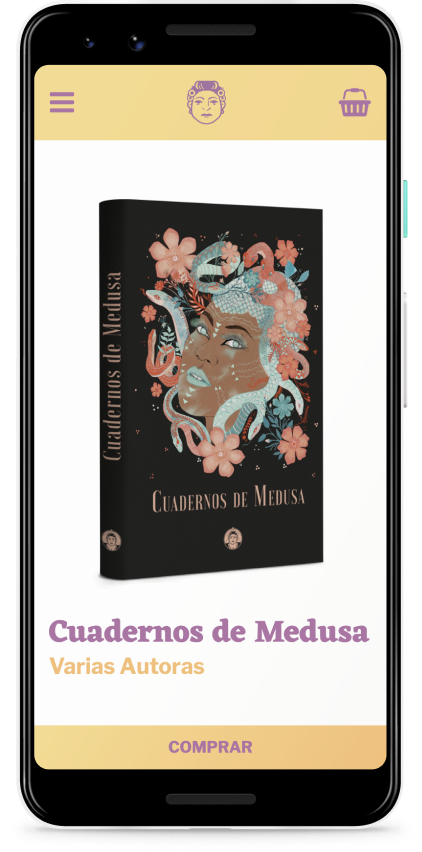 Cuadernos de Medusa
CUADERNOS DE MEDUSA
Cuadernos de Medusa
Varias Autoras
COMPRAR